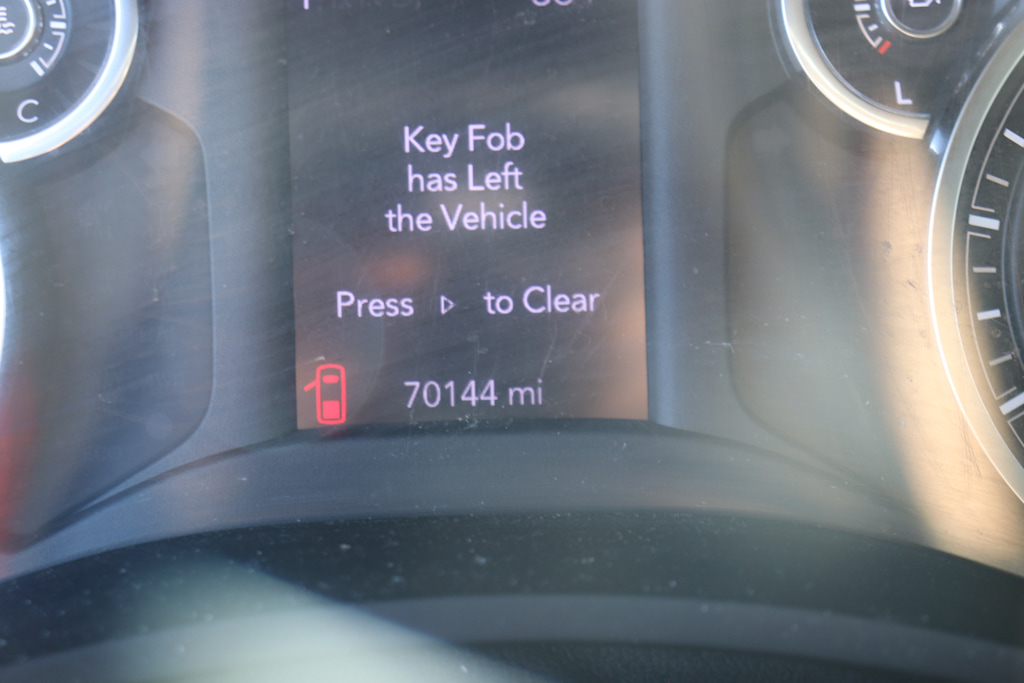 C
L
Key Fob
has Left
the Vehicle
Press ▷ to Clear
70144 mi